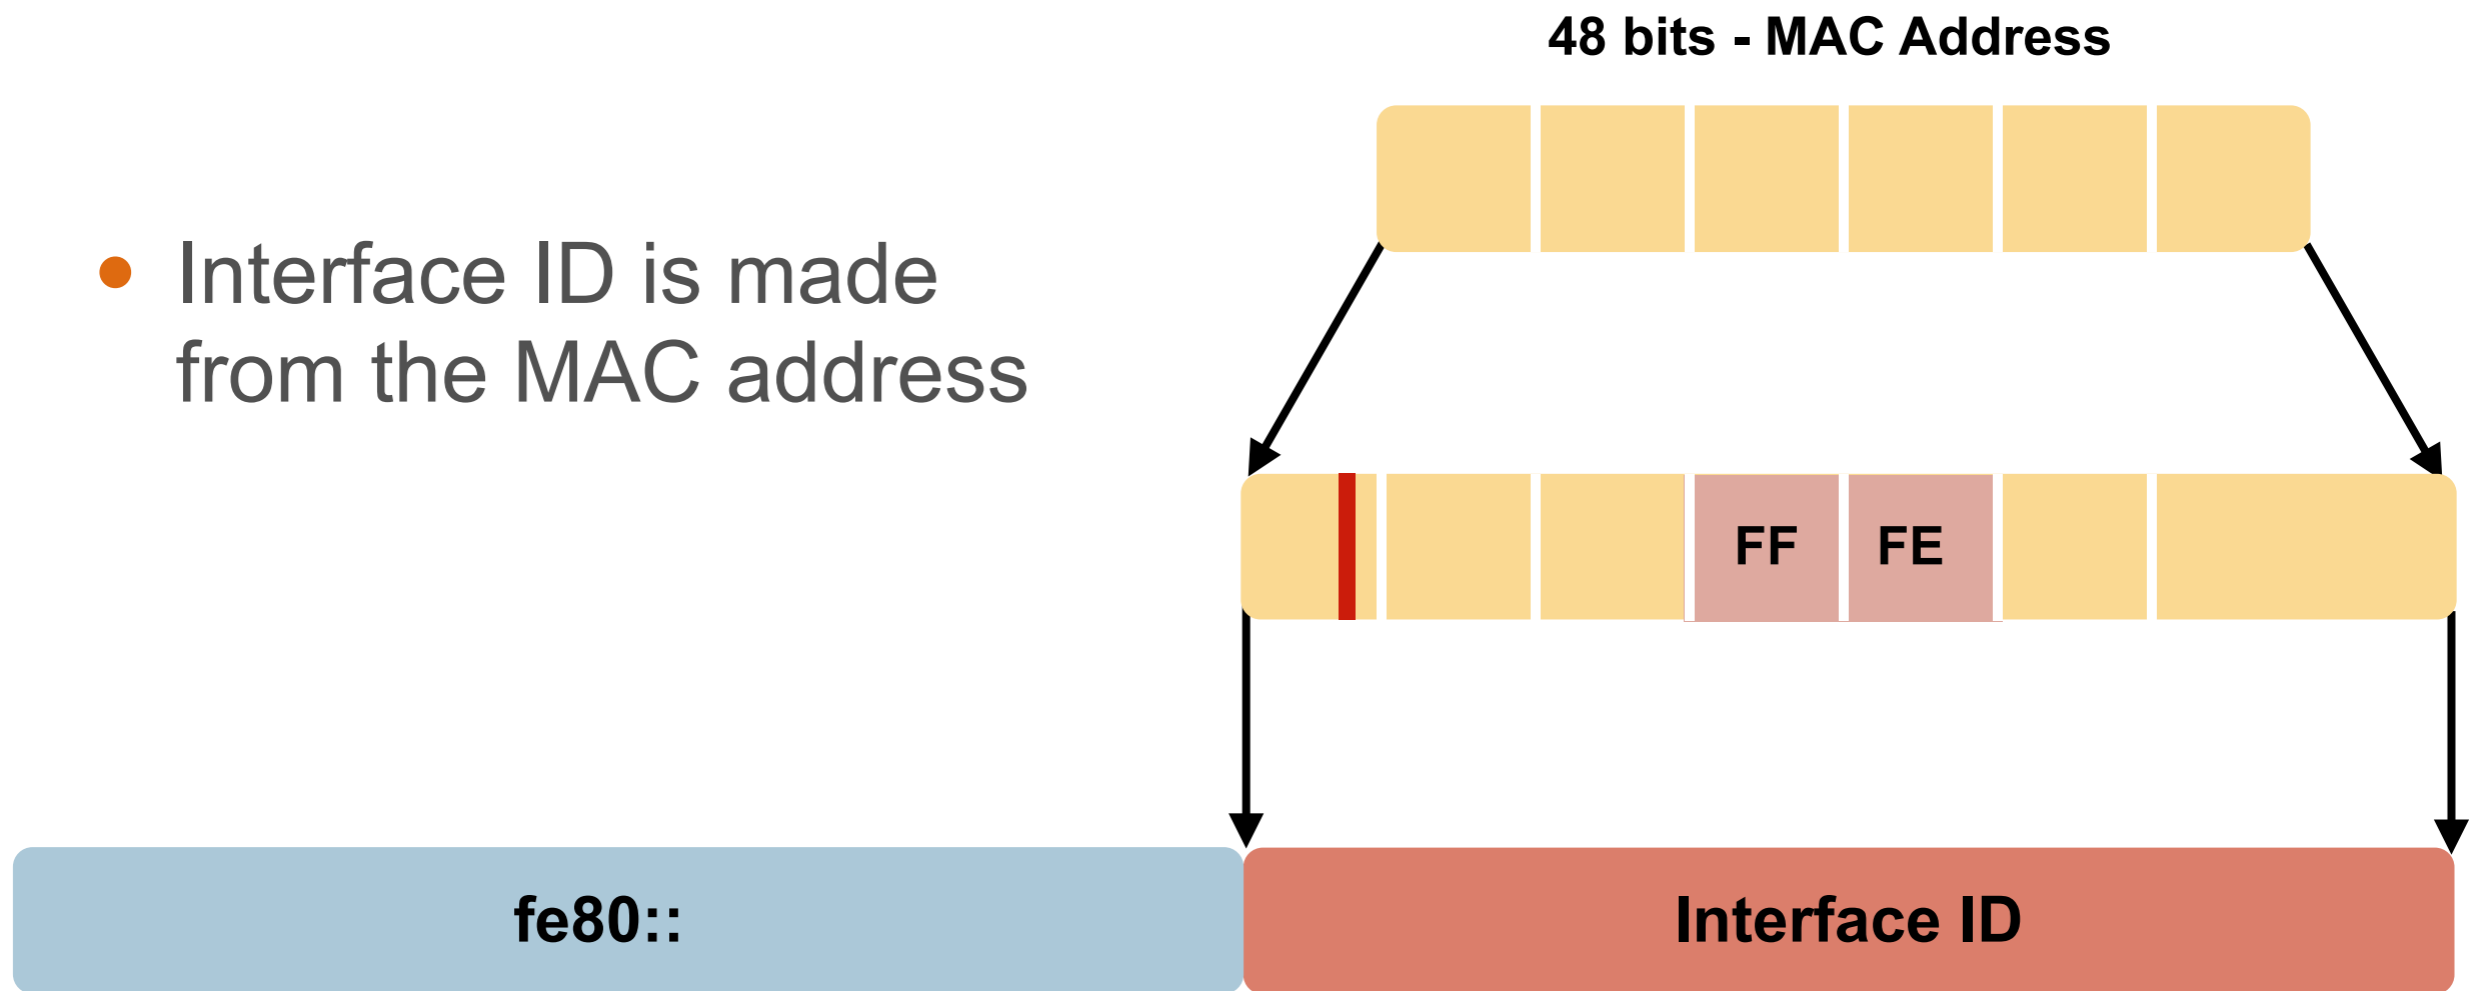 48 bits - MAC Address
Interface ID is made
from the MAC address
FF FE
fe80:: Interface ID